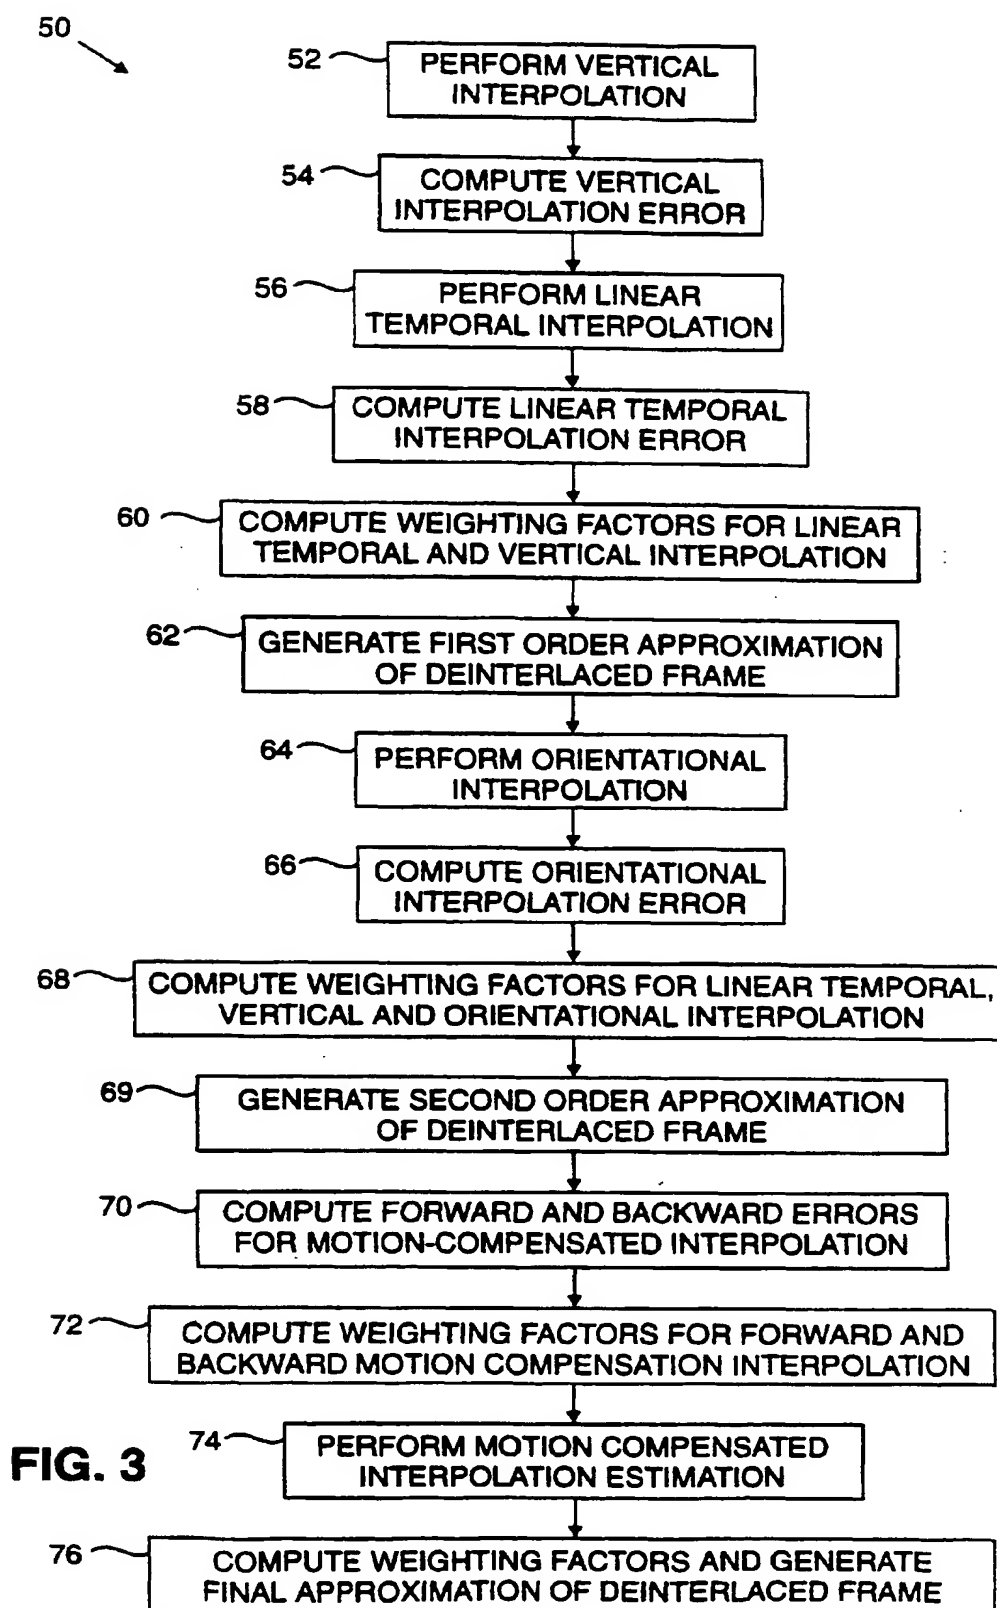 50
52
PERFORM VERTICAL
INTERPOLATION
54
COMPUTE VERTICAL
INTERPOLATION ERROR
56
PERFORM LINEAR
TEMPORAL INTERPOLATION
58
COMPUTE LINEAR TEMPORAL
INTERPOLATION ERROR
60
COMPUTE WEIGHTING FACTORS FOR LINEAR
TEMPORAL AND VERTICAL INTERPOLATION
62
GENERATE FIRST ORDER APPROXIMATION
OF DEINTERLACED FRAME
64
PERFORM ORIENTATIONAL
INTERPOLATION
66
COMPUTE ORIENTATIONAL
INTERPOLATION ERROR
68
COMPUTE WEIGHTING FACTORS FOR LINEAR TEMPORAL,
VERTICAL AND ORIENTATIONAL INTERPOLATION
69
GENERATE SECOND ORDER APPROXIMATION
OF DEINTERLACED FRAME
70
COMPUTE FORWARD AND BACKWARD ERRORS
FOR MOTION-COMPENSATED INTERPOLATION
72
COMPUTE WEIGHTING FACTORS FOR FORWARD AND
BACKWARD MOTION COMPENSATION INTERPOLATION
74
PERFORM MOTION COMPENSATED
INTERPOLATION ESTIMATION
FIG. 3
76
COMPUTE WEIGHTING FACTORS AND GENERATE
FINAL APPROXIMATION OF DEINTERLACED FRAME